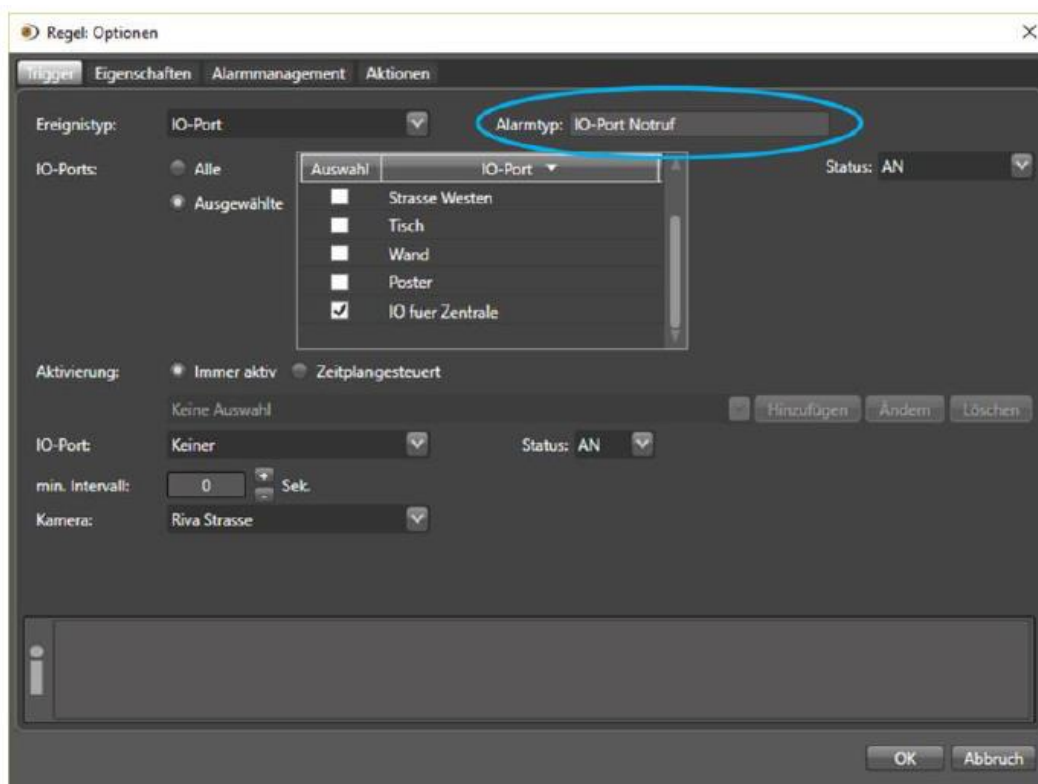 Regel: Optionen
Trigger Eigenschaften Alarmmanagement Aktionen
Ereignistyp: IO-Port Alarmtyp: IO-Port Notruf
IO-Ports: Alle Auswahl IO-Port Status: AN
Ausgewählte Strasse Westen
Tisch
Wand
Poster
IO fuer Zentrale
Aktivierung: Immer aktiv Zeitplangesteuert
Keine Auswahl Hinzufügen Ändern Löschen
IO-Port: Keiner Status: AN
min. Intervall: 0 + - Sek.
Kamera: Riva Strasse
OK Abbruch